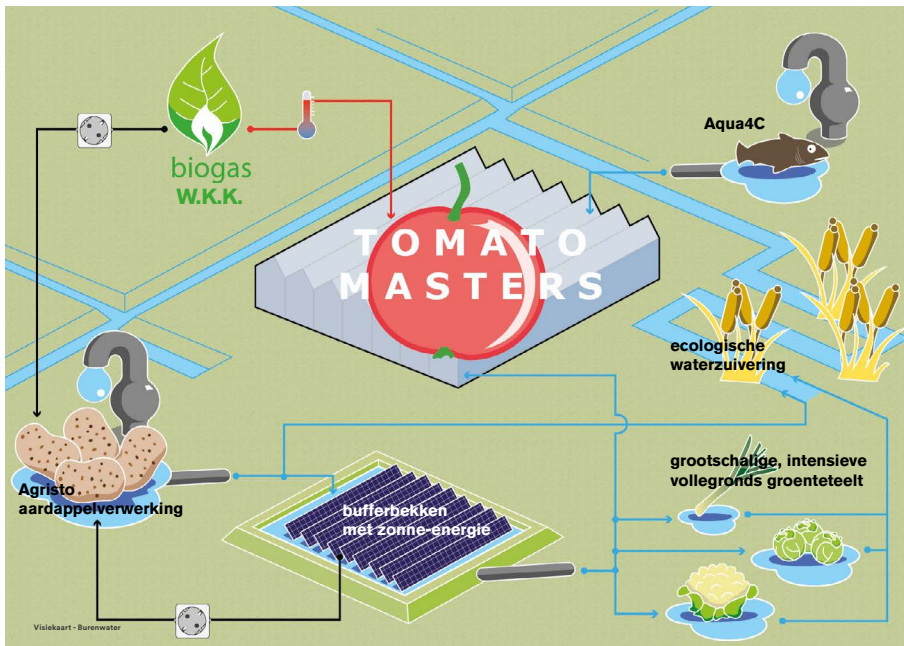 biogas
W.K.K.
Aqua4C
TOMATO
MASTERS
ecologische
waterzuivering
Agristo
aardappelverwerking
bufferbekken
met zonne-energie
grootschalige, intensieve
vollegronds groenteteelt
Visiekaart - Burenwater